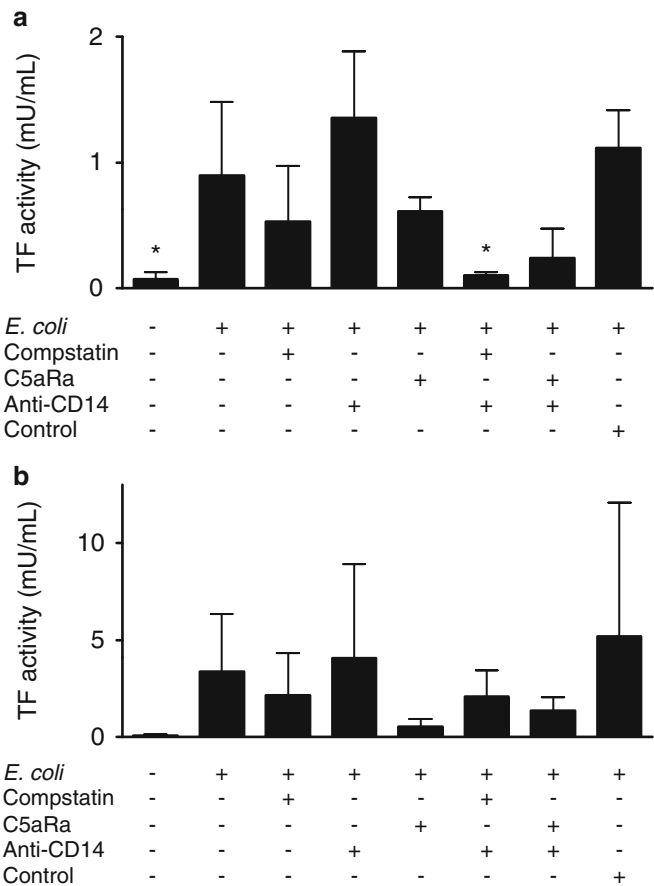 a
2
1
0
TF activity (mU/mL)
* *
E. coli - + + + + + + +
Compstatin - - + - - + - -
C5aRa - - - - + - + -
Anti-CD14 - - - + - + + -
Control - - - - - - - +
b
10
5
0
TF activity (mU/mL)
E. coli - + + + + + + +
Compstatin - - + - - + - -
C5aRa - - - - + - + -
Anti-CD14 - - - + - + + -
Control - - - - - - - +